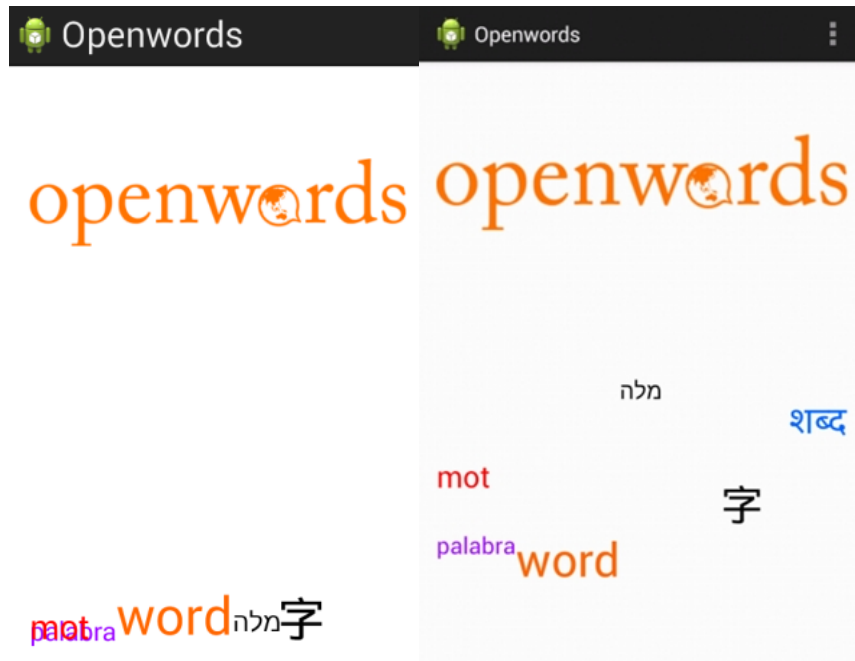 Openwords
openwords
mot
palabra
word
מלה
字
Openwords
openwords
מלה
शब्द
mot
字
palabra
word